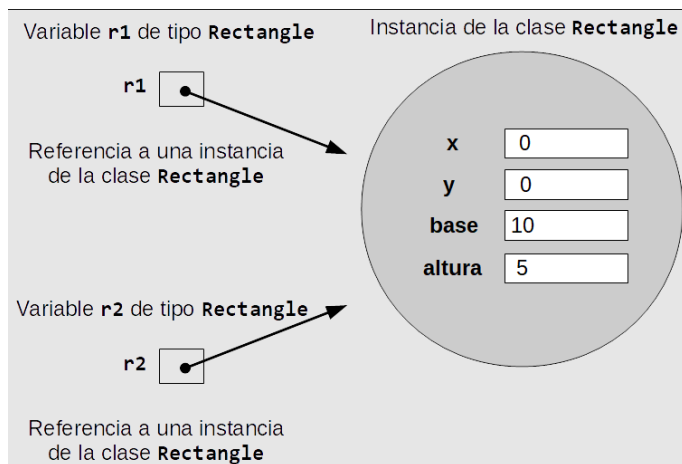 Variable r1 de tipo Rectangle
r1
Referencia a una instancia
de la clase Rectangle
Instancia de la clase Rectangle
x 0
y 0
base 10
altura 5
Variable r2 de tipo Rectangle
r2
Referencia a una instancia
de la clase Rectangle